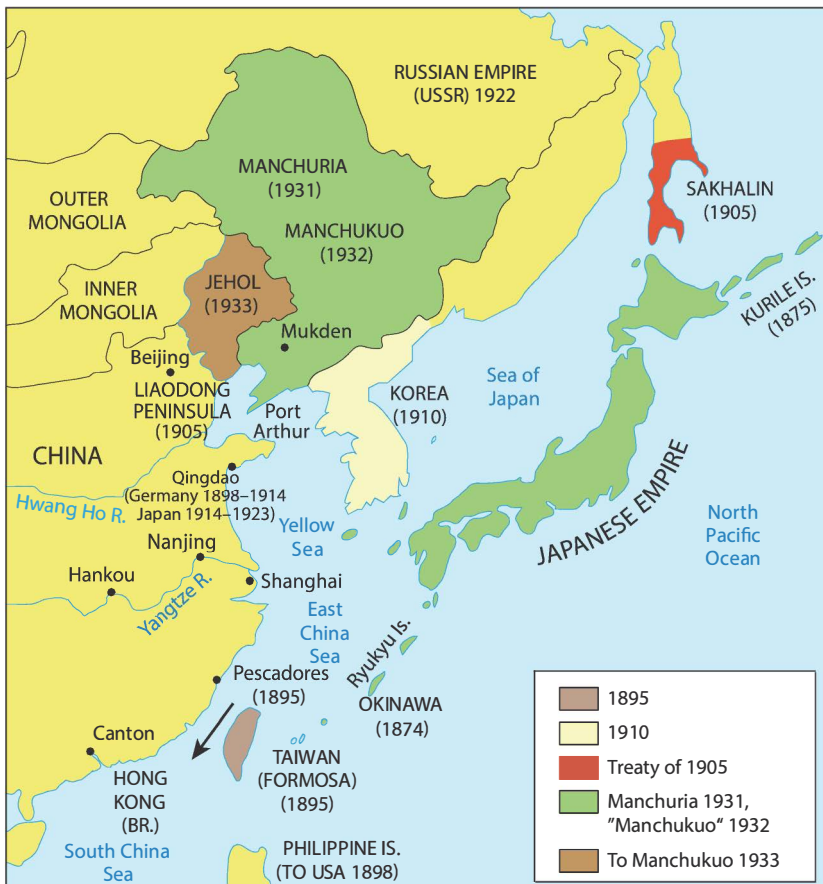 RUSSIAN EMPIRE
(USSR) 1922
MANCHURIA
(1931)
SAKHALIN
(1905)
OUTER
MONGOLIA
MANCHUKUO
(1932)
JEHOL
(1933)
INNER
MONGOLIA
KURILE IS.
(1875)
Mukden
Beijing
LIAODONG
PENINSULA
(1905)
Port
Arthur
KOREA
(1910)
Sea of
Japan
CHINA
Qingdao
(Germany 1898–1914
Japan 1914–1923)
Hwang Ho R.
Yellow
Sea
JAPANESE EMPIRE
North
Pacific
Ocean
Nanjing
Hankou
Yangtze R.
Shanghai
East
China
Sea
Ryukyu Is.
Pescadores
(1895)
OKINAWA
(1874)
Canton
TAIWAN
(FORMOSA)
(1895)
HONG
KONG
(BR.)
South China
Sea
PHILIPPINE IS.
(TO USA 1898)
1895
1910
Treaty of 1905
Manchuria 1931,
"Manchukuo“ 1932
To Manchukuo 1933